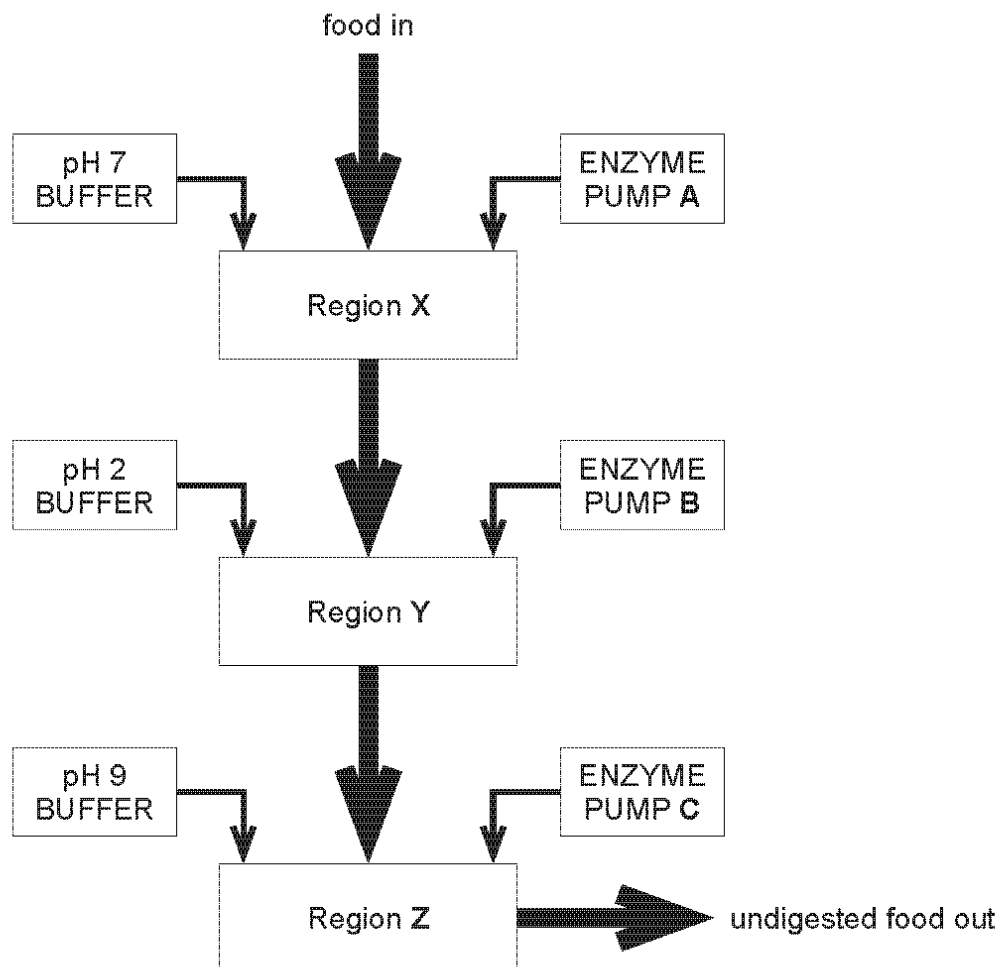 food in
pH 7
BUFFER
ENZYME
PUMP A
Region X
pH 2
BUFFER
ENZYME
PUMP B
Region Y
pH 9
BUFFER
ENZYME
PUMP C
Region Z
undigested food out